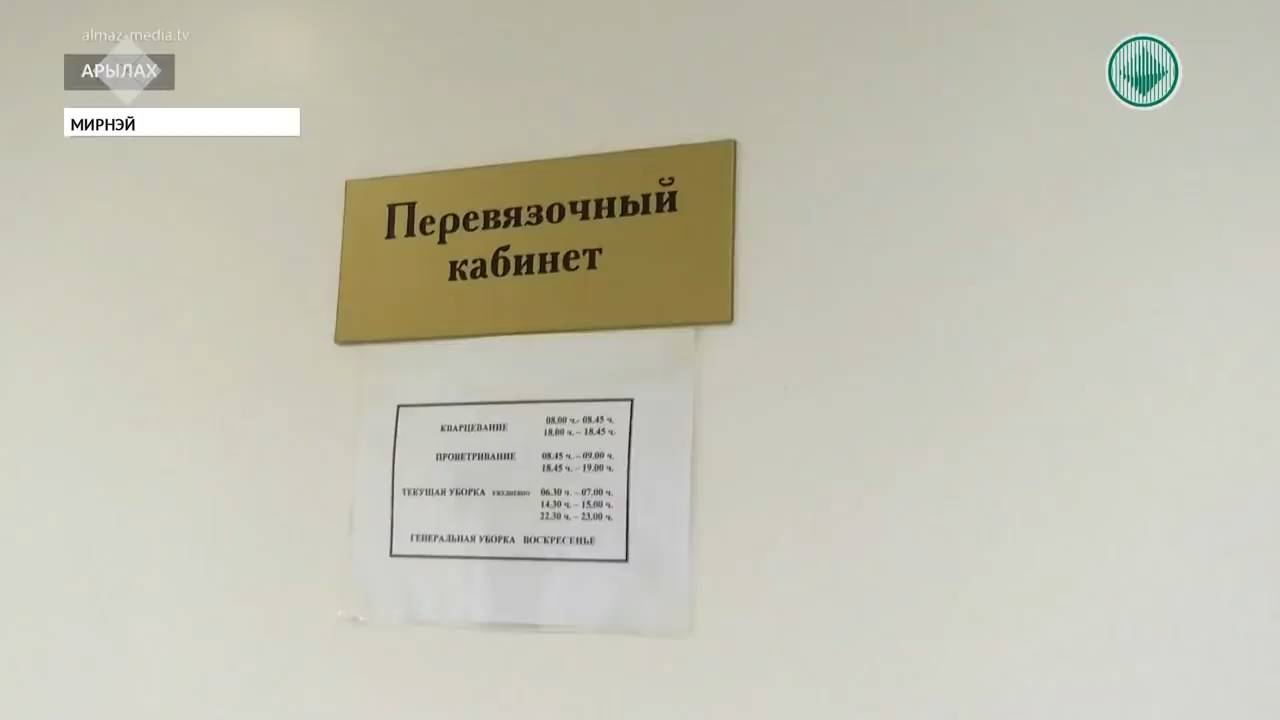 almaz-media.tv
АРЫЛАХ
МИРНЭЙ
Перевязочный
кабинет
КВАРЦЕВАНИЕ 08.00 ч.- 08.45 ч.
18.00 ч. – 18.45 ч.
ПРОВЕТРИВАНИЕ 08.45 ч. – 09.00 ч.
18.45 ч. – 19.00 ч.
ТЕКУЩАЯ УБОРКА ежедневно 06.30 ч. – 07.00 ч.
14.30 ч. – 15.00 ч.
22.30 ч. – 23.00 ч.
ГЕНЕРАЛЬНАЯ УБОРКА ВОСКРЕСЕНЬЕ